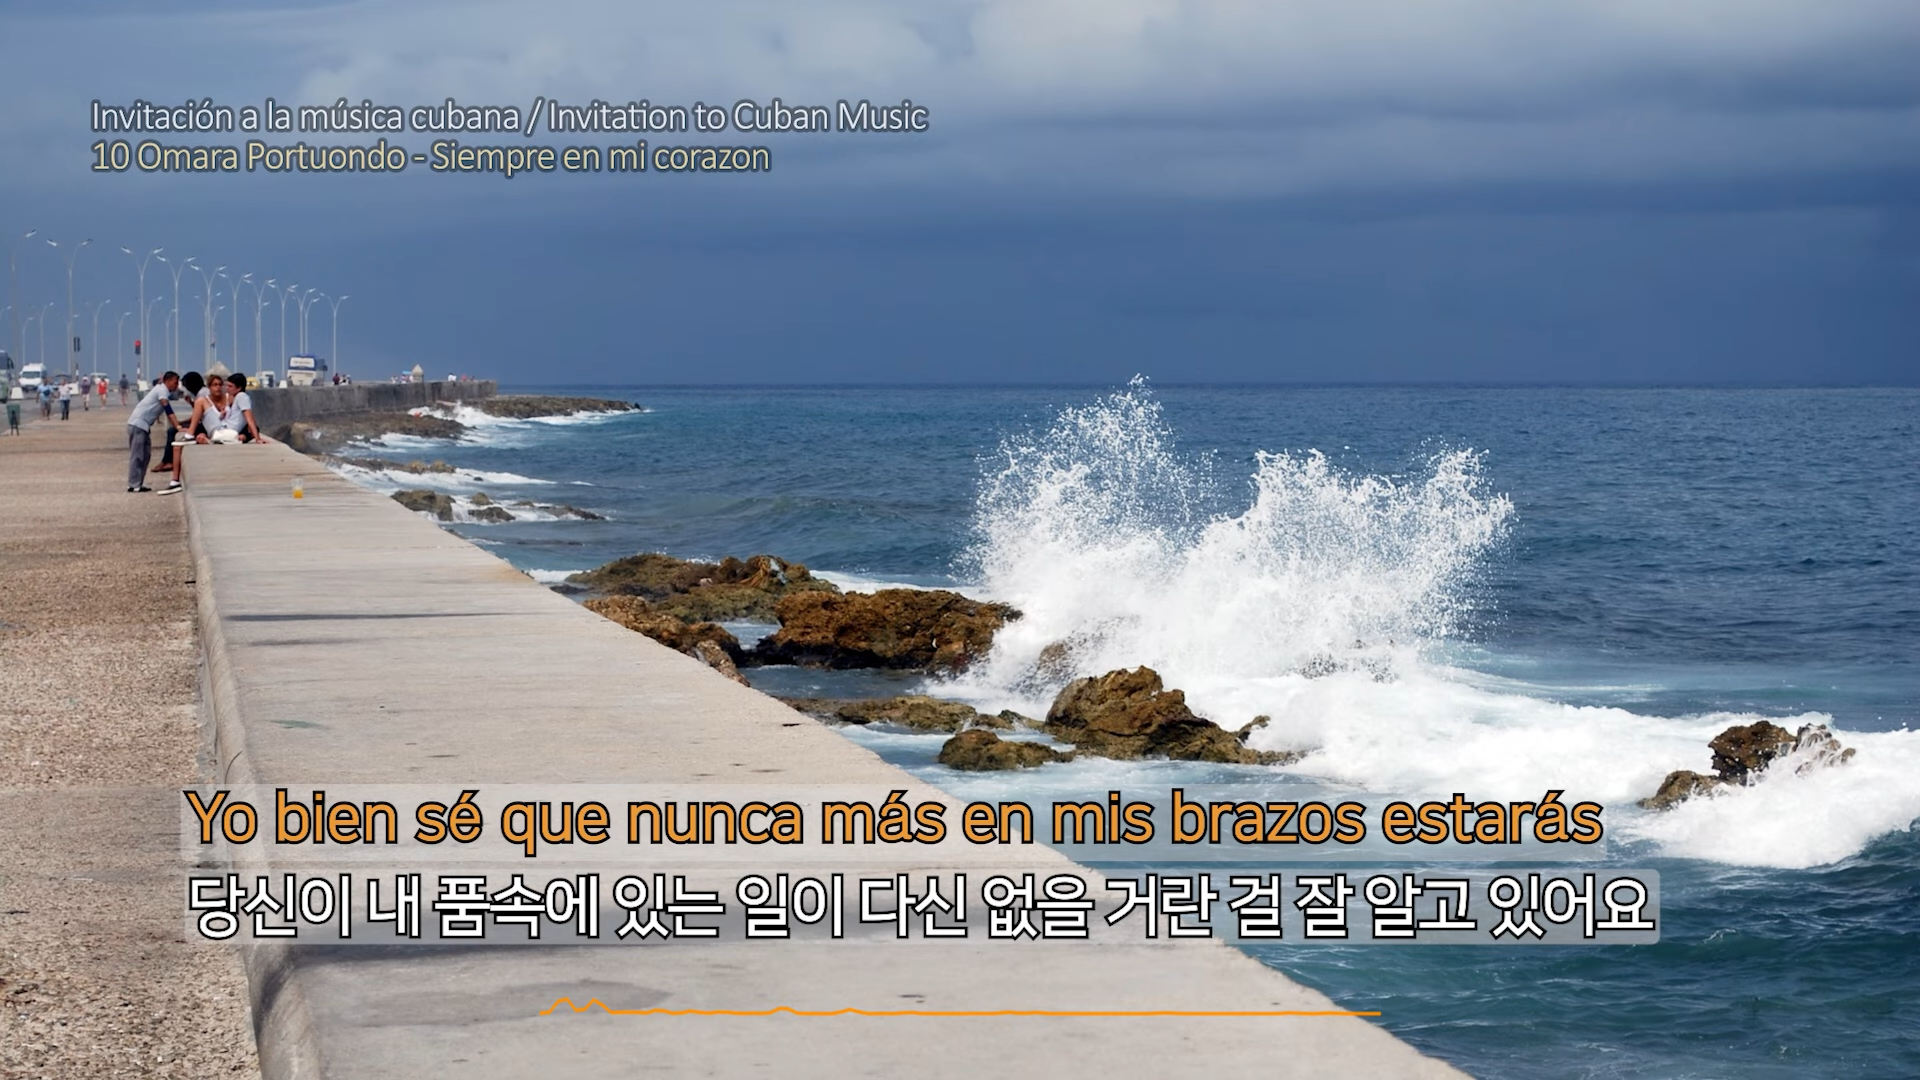 Invitación a la música cubana / Invitation to Cuban Music
10 Omara Portuondo - Siempre en mi corazon
Yo bien sé que nunca más en mis brazos estarás
당신이 내 품속에 있는 일이 다신 없을 거란 걸 잘 알고 있어요